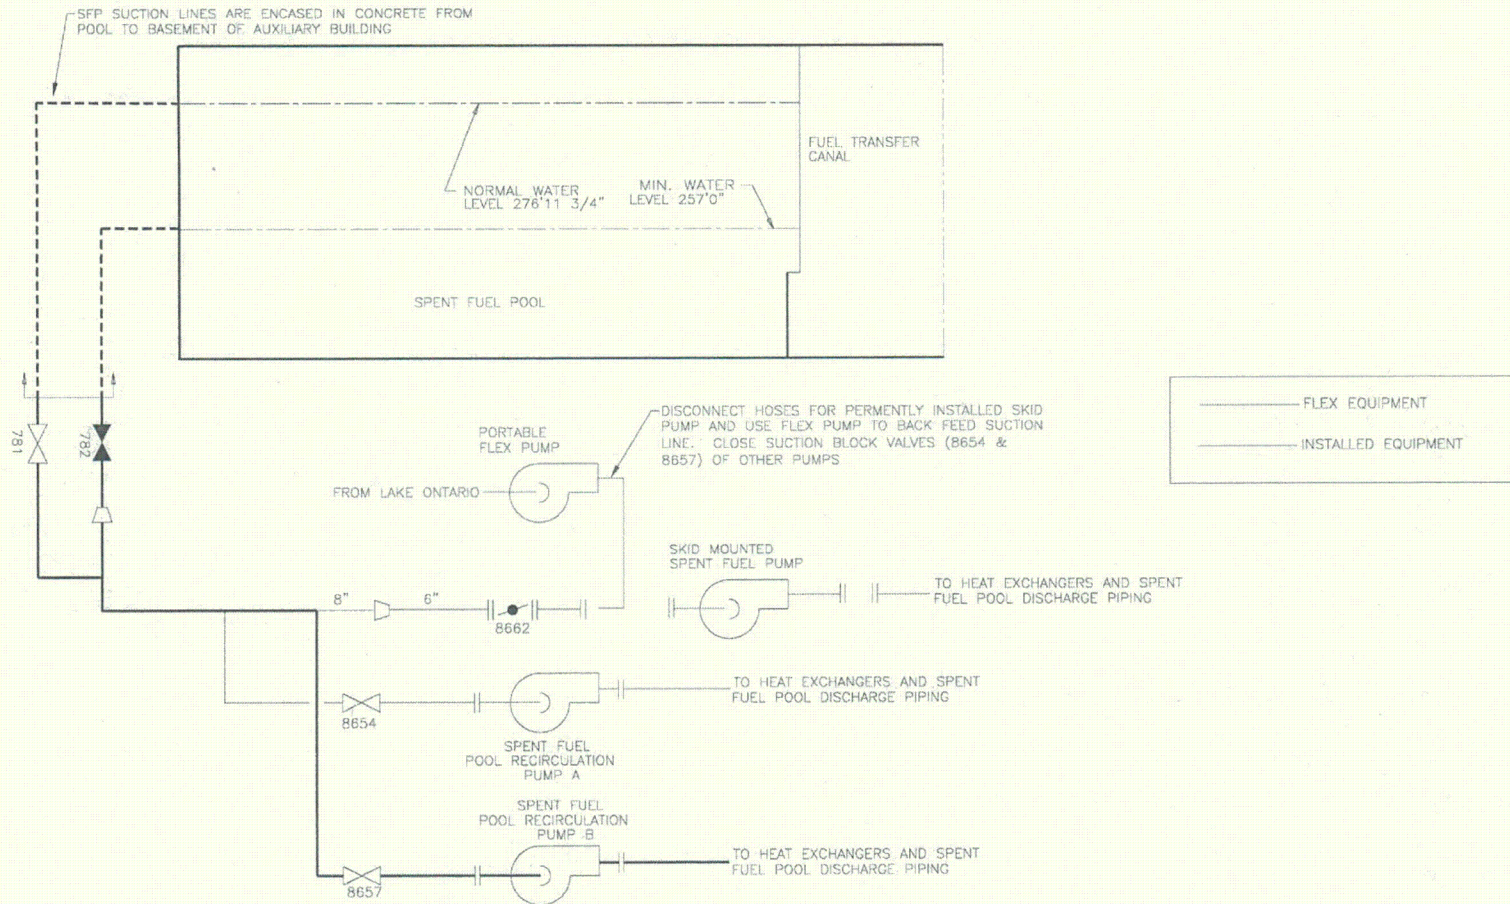 SFP SUCTION LINES ARE ENCASED IN CONCRETE FROM
POOL TO BASEMENT OF AUXILIARY BUILDING
FUEL TRANSFER
CANAL
NORMAL WATER
LEVEL 276'11 3/4"
MIN. WATER
LEVEL 257'0"
SPENT FUEL POOL
781
782
DISCONNECT HOSES FOR PERMENTLY INSTALLED SKID
PUMP AND USE FLEX PUMP TO BACK FEED SUCTION
LINE. CLOSE SUCTION BLOCK VALVES (8654 &
8657) OF OTHER PUMPS
FLEX EQUIPMENT
INSTALLED EQUIPMENT
PORTABLE
FLEX PUMP
FROM LAKE ONTARIO
SKID MOUNTED
SPENT FUEL PUMP
TO HEAT EXCHANGERS AND SPENT
FUEL POOL DISCHARGE PIPING
8"
6"
8662
8654
TO HEAT EXCHANGERS AND SPENT
FUEL POOL DISCHARGE PIPING
SPENT FUEL
POOL RECIRCULATION
PUMP A
SPENT FUEL
POOL RECIRCULATION
PUMP B
8657
TO HEAT EXCHANGERS AND SPENT
FUEL POOL DISCHARGE PIPING